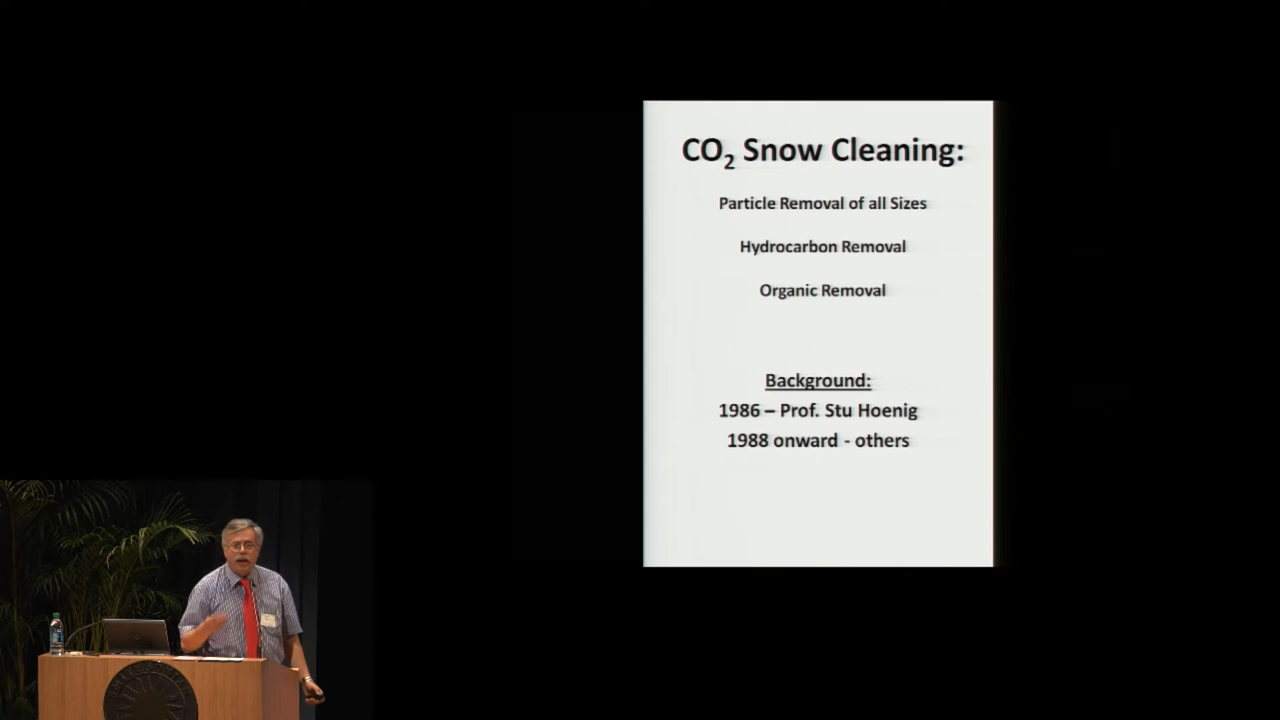 CO₂ Snow Cleaning:
Particle Removal of all Sizes
Hydrocarbon Removal
Organic Removal
Background:
1986 – Prof. Stu Hoenig
1988 onward - others